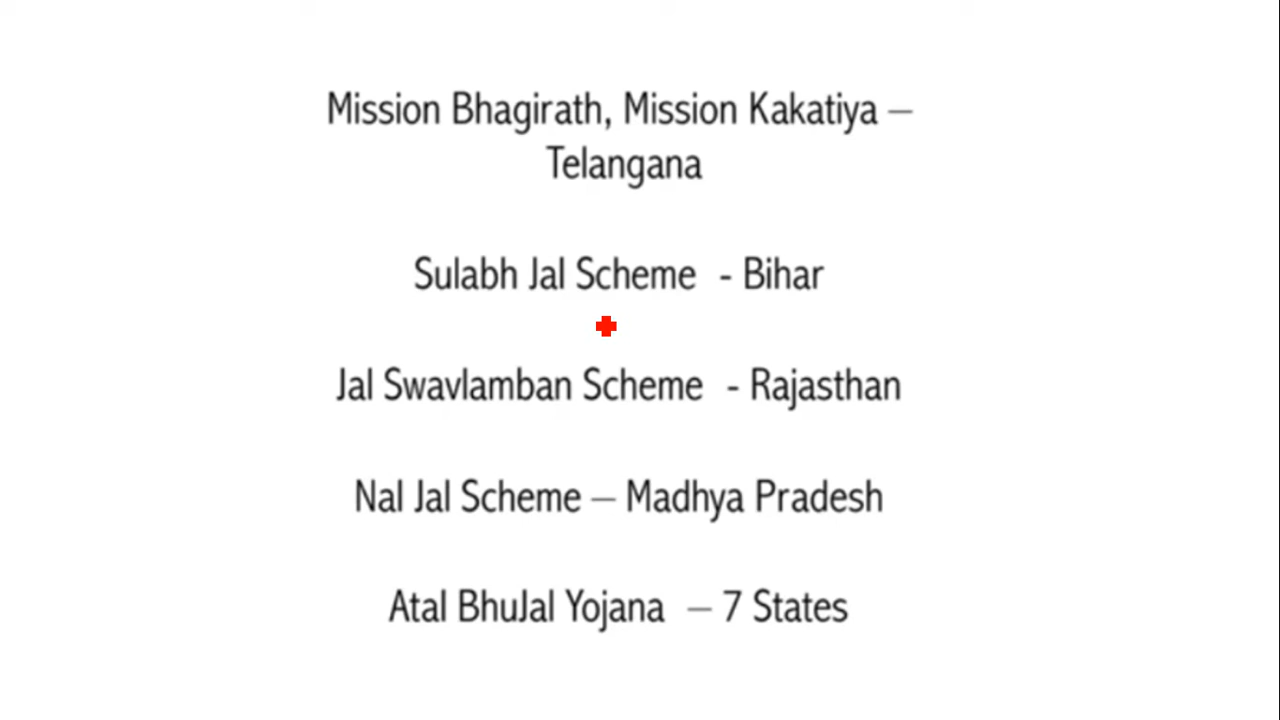 Mission Bhagirath, Mission Kakatiya –
Telangana
Sulabh Jal Scheme - Bihar
Jal Swavlamban Scheme - Rajasthan
Nal Jal Scheme – Madhya Pradesh
Atal BhuJal Yojana – 7 States